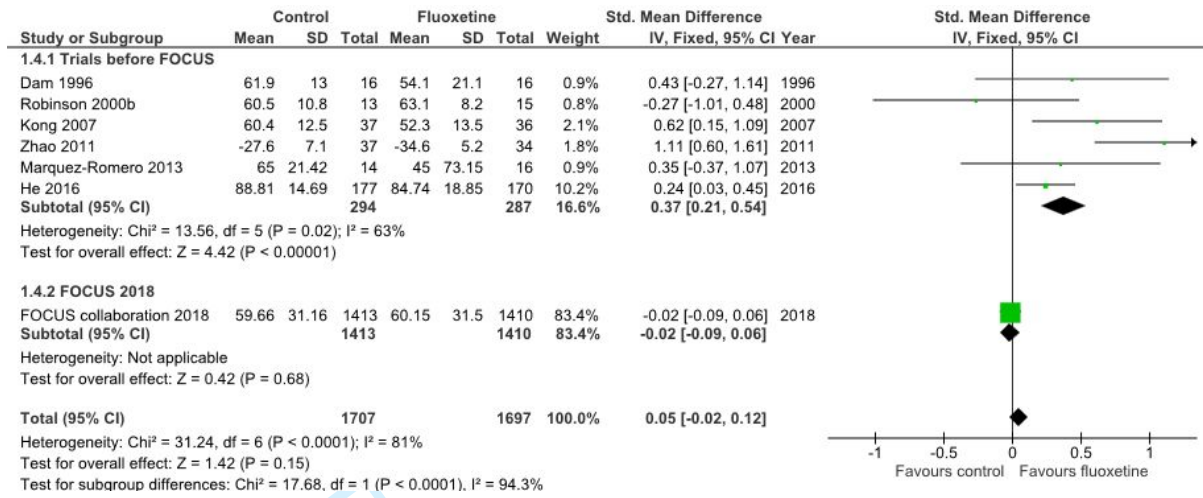 Control Fluoxetine Std. Mean Difference Std. Mean Difference
Study or Subgroup Mean SD Total Mean SD Total Weight IV, Fixed, 95% CI Year IV, Fixed, 95% CI
1.4.1 Trials before FOCUS
Dam 1996 61.9 13 16 54.1 21.1 16 0.9% 0.43 [-0.27, 1.14] 1996
Robinson 2000b 60.5 10.8 13 63.1 8.2 15 0.8% -0.27 [-1.01, 0.48] 2000
Kong 2007 60.4 12.5 37 52.3 13.5 36 2.1% 0.62 [0.15, 1.09] 2007
Zhao 2011 -27.6 7.1 37 -34.6 5.2 34 1.8% 1.11 [0.60, 1.61] 2011
Marquez-Romero 2013 65 21.42 14 45 73.15 16 0.9% 0.35 [-0.37, 1.07] 2013
He 2016 88.81 14.69 177 84.74 18.85 170 10.2% 0.24 [0.03, 0.45] 2016
Subtotal (95% CI) 294 287 16.6% 0.37 [0.21, 0.54]
Heterogeneity: Chi² = 13.56, df = 5 (P = 0.02); I² = 63%
Test for overall effect: Z = 4.42 (P < 0.00001)
1.4.2 FOCUS 2018
FOCUS collaboration 2018 59.66 31.16 1413 60.15 31.5 1410 83.4% -0.02 [-0.09, 0.06] 2018
Subtotal (95% CI) 1413 1410 83.4% -0.02 [-0.09, 0.06]
Heterogeneity: Not applicable
Test for overall effect: Z = 0.42 (P = 0.68)
Total (95% CI) 1707 1697 100.0% 0.05 [-0.02, 0.12]
Heterogeneity: Chi² = 31.24, df = 6 (P < 0.0001); I² = 81%
Test for overall effect: Z = 1.42 (P = 0.15)
Test for subgroup differences: Chi² = 17.68, df = 1 (P < 0.0001), I² = 94.3%
-1 -0.5 0 0.5 1
Favours control Favours fluoxetine